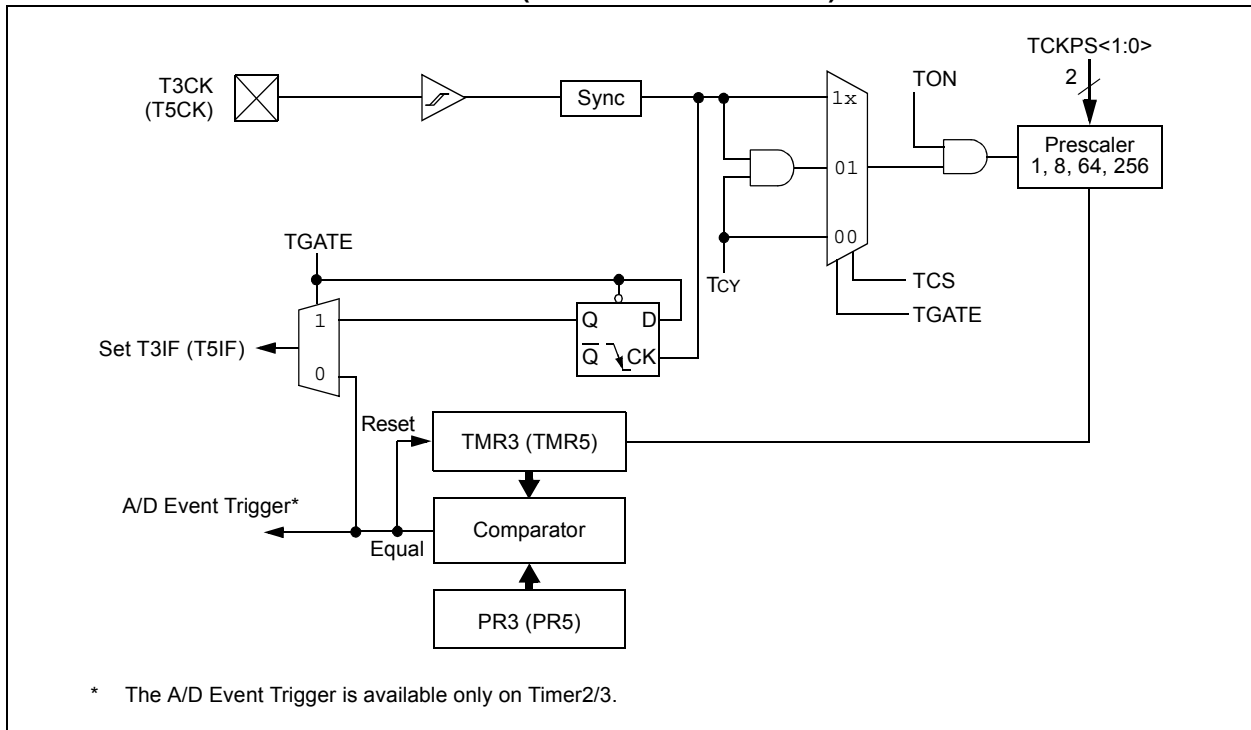 TCKPS<1:0>
2
TON
T3CK
(T5CK)
Sync
1x
Prescaler
1, 8, 64, 256
01
00
TGATE
TCY
TCS
TGATE
1
Q
D
Set T3IF (T5IF)
Q
CK
0
Reset
TMR3 (TMR5)
A/D Event Trigger*
Equal
Comparator
PR3 (PR5)
* The A/D Event Trigger is available only on Timer2/3.